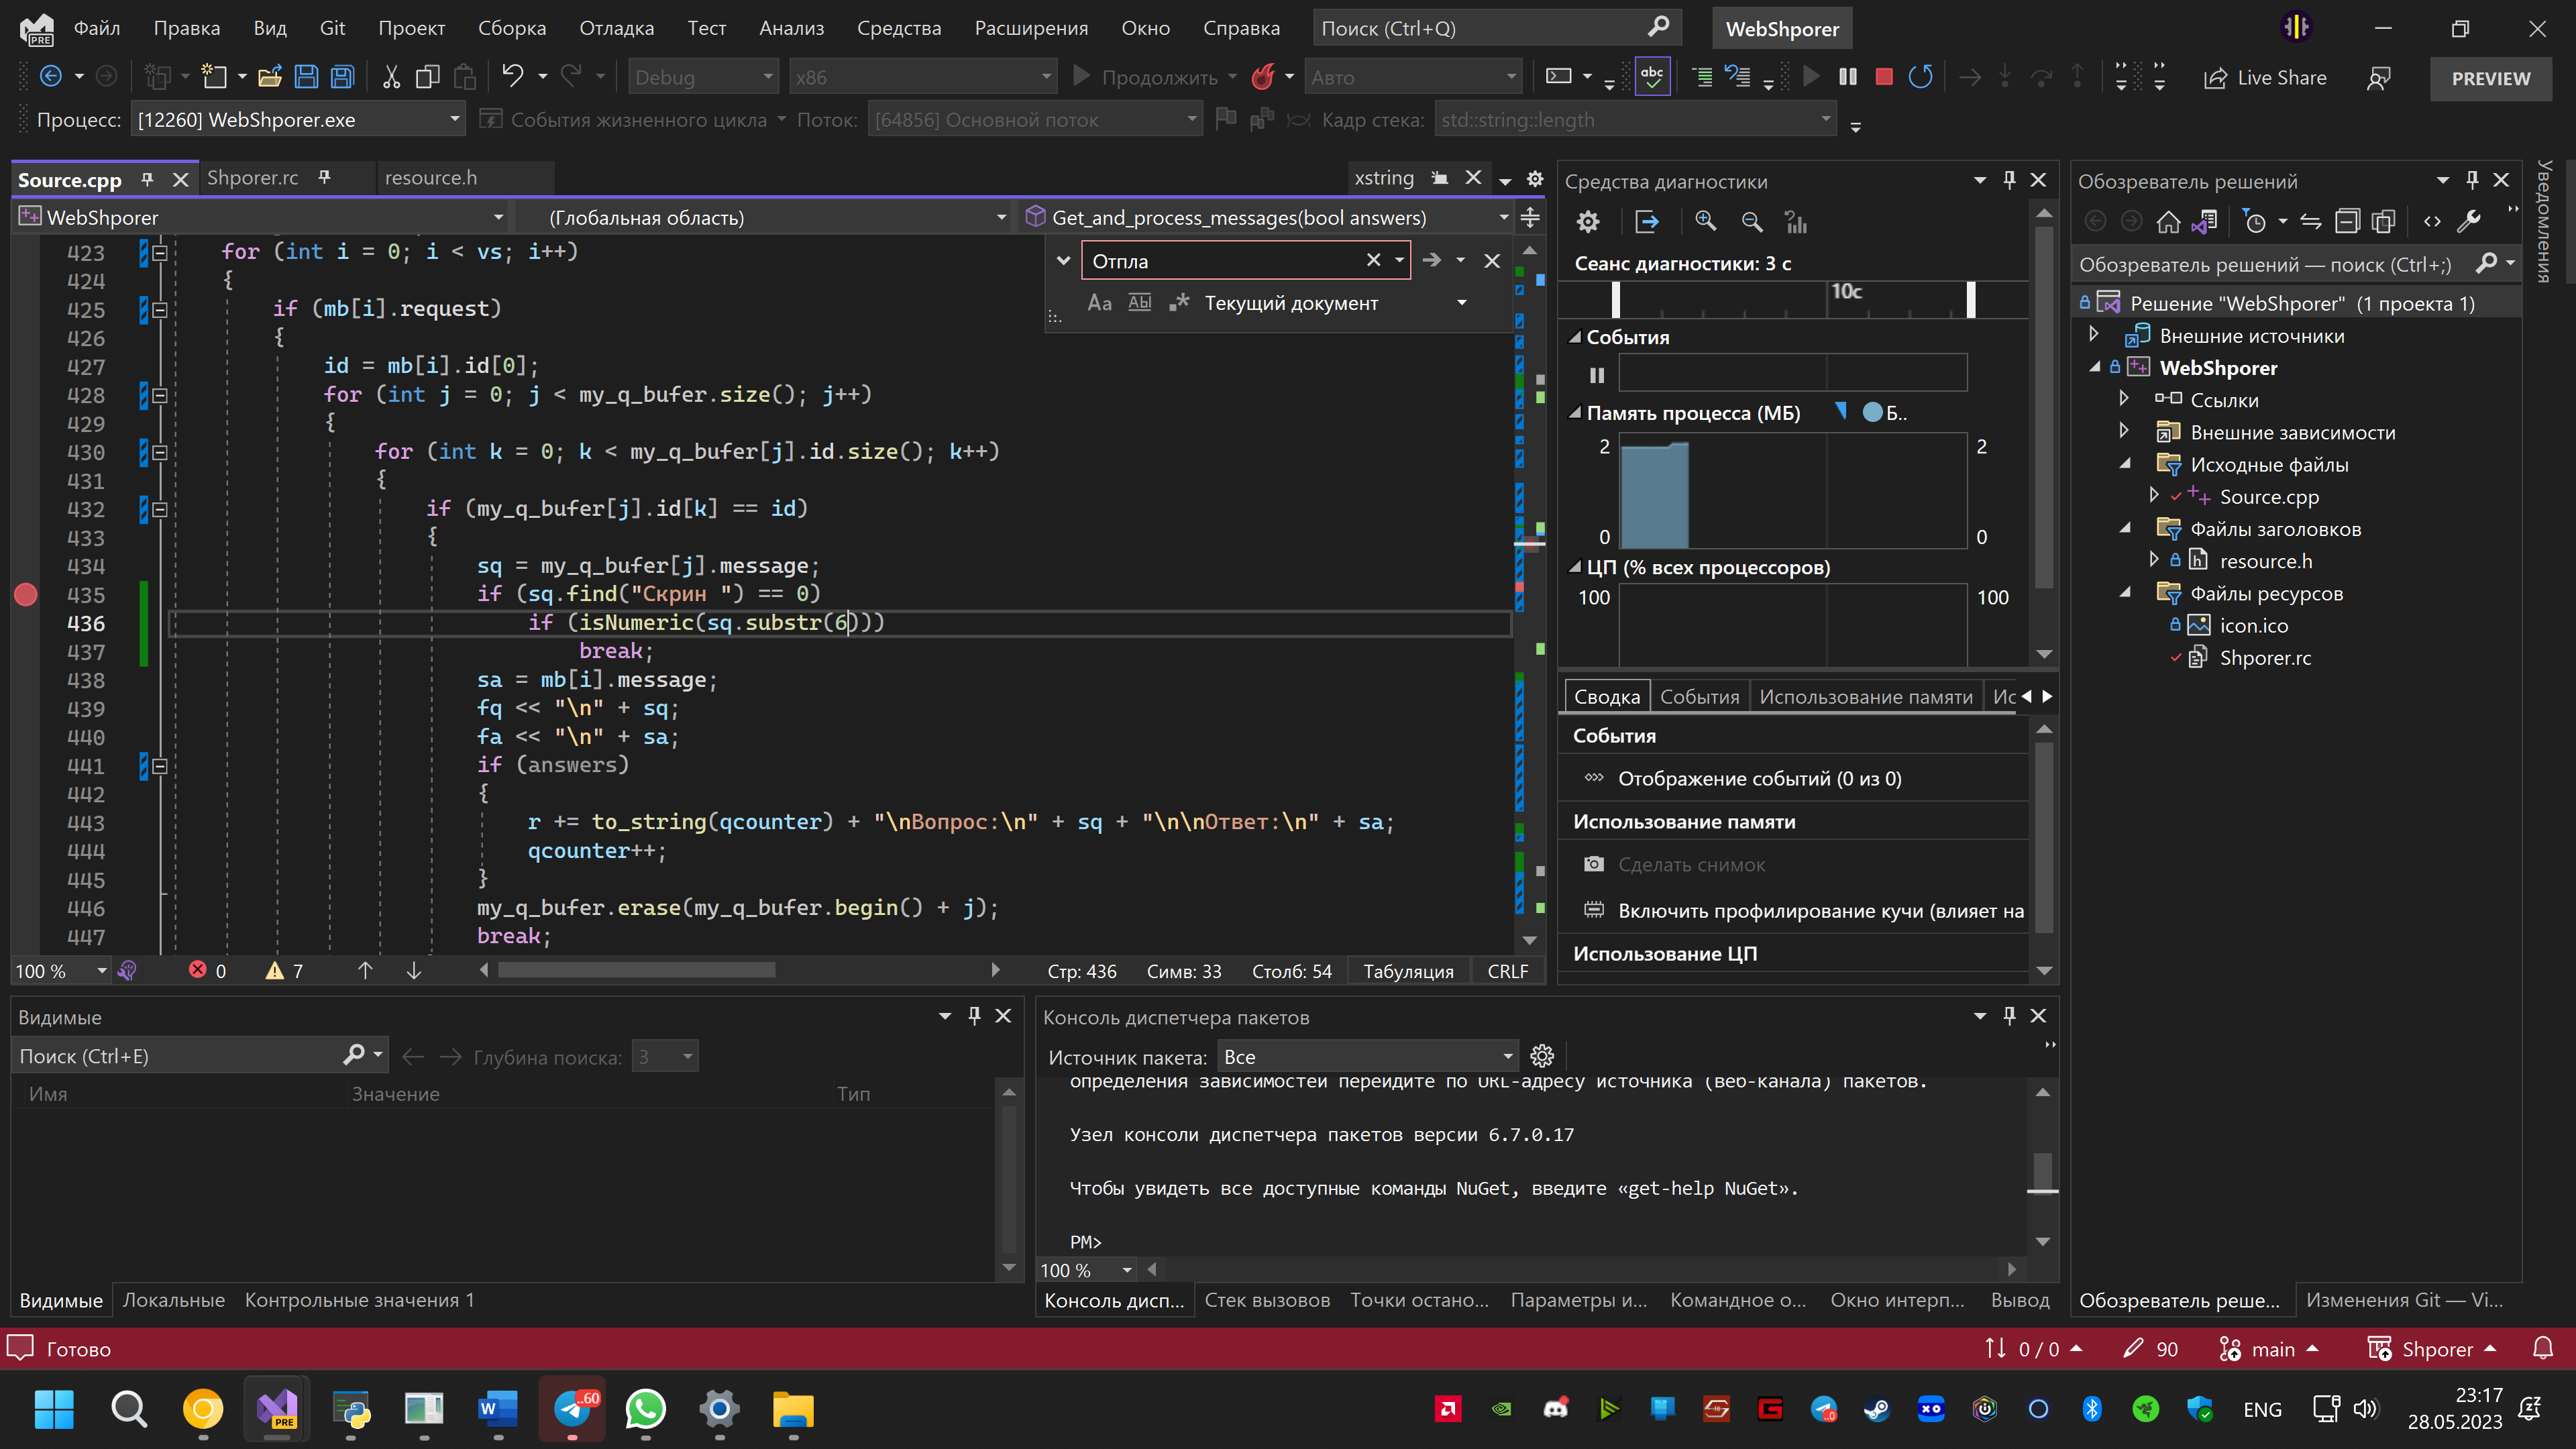 Файл Правка Вид Git Проект Сборка Отладка Тест Анализ Средства Расширения Окно Справка Поиск (Ctrl+Q) WebShporer
PRE
Debug x86 Продолжить Авто abc Live Share PREVIEW
Процесс: [12260] WebShporer.exe События жизненного цикла Поток: [64856] Основной поток Кадр стека: std::string::length
Source.cpp Shporer.rc resource.h xstring
WebShporer (Глобальная область) Get_and_process_messages(bool answers)
Отпла
Aa Abl .* Текущий документ
423 for (int i = 0; i < vs; i++)
424 {
425 if (mb[i].request)
426 {
427 id = mb[i].id[0];
428 for (int j = 0; j < my_q_bufer.size(); j++)
429 {
430 for (int k = 0; k < my_q_bufer[j].id.size(); k++)
431 {
432 if (my_q_bufer[j].id[k] == id)
433 {
434 sq = my_q_bufer[j].message;
435 if (sq.find("Скрин ") == 0)
436 if (isNumeric(sq.substr(6)))
437 break;
438 sa = mb[i].message;
439 fq << "\n" + sq;
440 fa << "\n" + sa;
441 if (answers)
442 {
443 r += to_string(qcounter) + "\nВопрос:\n" + sq + "\n\nОтвет:\n" + sa;
444 qcounter++;
445 }
446 my_q_bufer.erase(my_q_bufer.begin() + j);
447 break;
100 % 0 7 Стр: 436 Симв: 33 Столб: 54 Табуляция CRLF
Средства диагностики
Сеанс диагностики: 3 с
10с
События
Память процесса (МБ) Б..
2 2
0 0
ЦП (% всех процессоров)
100 100
Сводка События Использование памяти Ис
События
Отображение событий (0 из 0)
Использование памяти
Сделать снимок
Включить профилирование кучи (влияет на
Использование ЦП
Обозреватель решений
Обозреватель решений — поиск (Ctrl+;)
Решение "WebShporer" (1 проекта 1)
Внешние источники
WebShporer
Ссылки
Внешние зависимости
Исходные файлы
Source.cpp
Файлы заголовков
resource.h
Файлы ресурсов
icon.ico
Shporer.rc
Уведомления
Видимые
Поиск (Ctrl+E) Глубина поиска: 3
Имя Значение Тип
Видимые Локальные Контрольные значения 1
Консоль диспетчера пакетов
Источник пакета: Все
определения зависимостей перейдите по URL-адресу источника (веб-канала) пакетов.
Узел консоли диспетчера пакетов версии 6.7.0.17
Чтобы увидеть все доступные команды NuGet, введите «get-help NuGet».
PM>
100 %
Консоль дисп... Стек вызовов Точки остано... Параметры и... Командное о... Окно интерп... Вывод
Обозреватель реше... Изменения Git — Vi...
Готово 0 / 0 90 main Shporer
PRE W ..60 ENG 23:17
28.05.2023